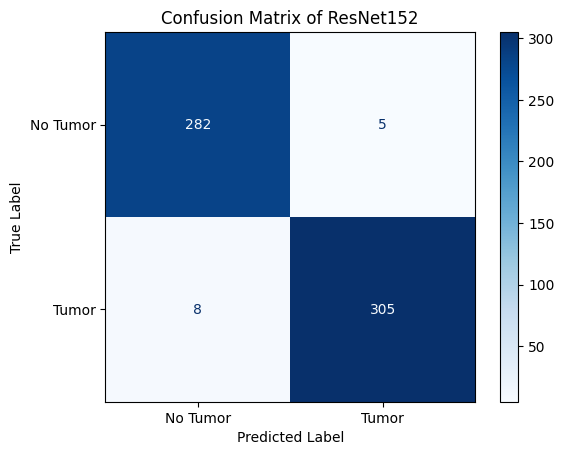 Confusion Matrix of ResNet152
True Label
No Tumor
Tumor
282
5
8
305
No Tumor
Tumor
Predicted Label
300
250
200
150
100
50